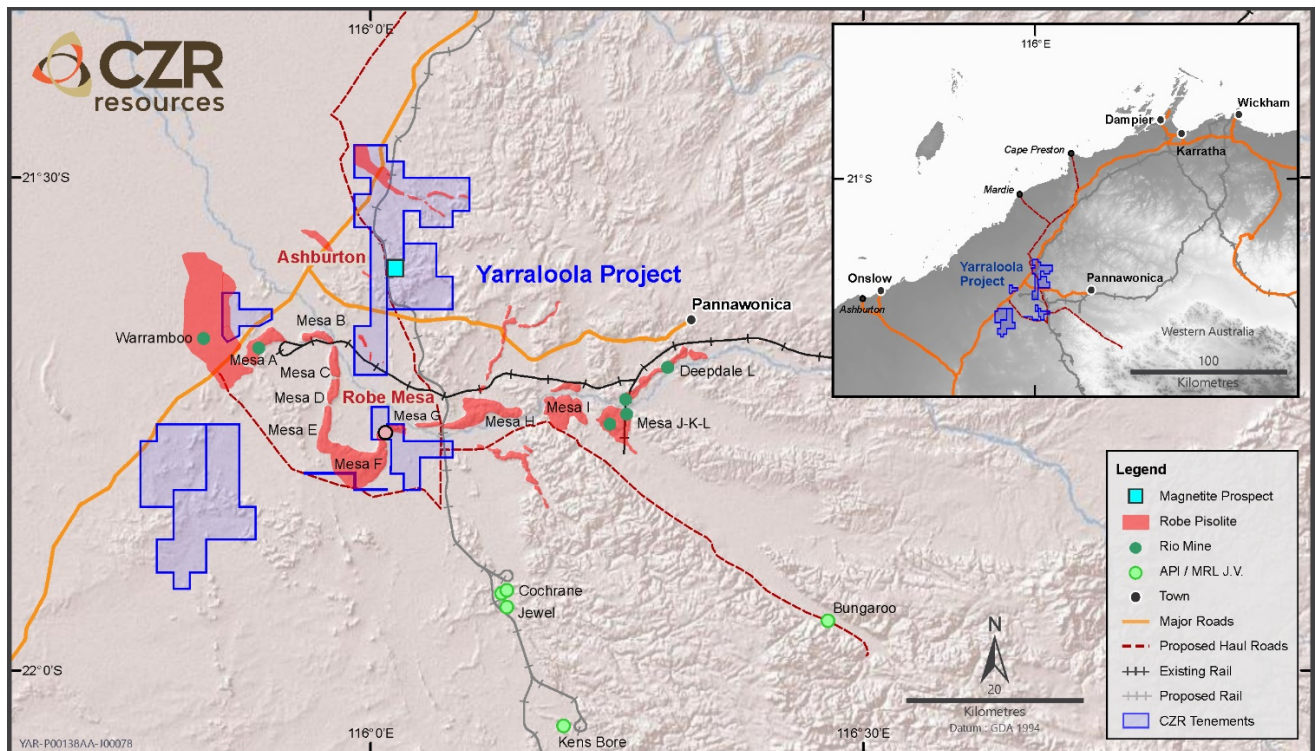 CZR
resources
116°0'E
21°30'S
Ashburton
Yarraloola Project
Pannawonica
Warramboo
Mesa B
Mesa A
Mesa C
Deepdale L
Mesa D
Robe Mesa
Mesa G
Mesa H
Mesa I
Mesa J-K-L
Mesa E
Mesa F
Cochrane
Jewel
Bungaroo
22°0'S
Kens Bore
116°0'E
116°30'E
YAR-P00138AA-J00078
N
20
Kilometres
Datum : GDA 1994
116°E
Wickham
Dampier
Karratha
Cape Preston
21°S
Mardie
Yarraloola
Project
Onslow
Ashburton
Pannawonica
Western Australia
100
Kilometres
Legend
Magnetite Prospect
Robe Pisolite
Rio Mine
API / MRL J.V.
Town
Major Roads
Proposed Haul Roads
Existing Rail
Proposed Rail
CZR Tenements